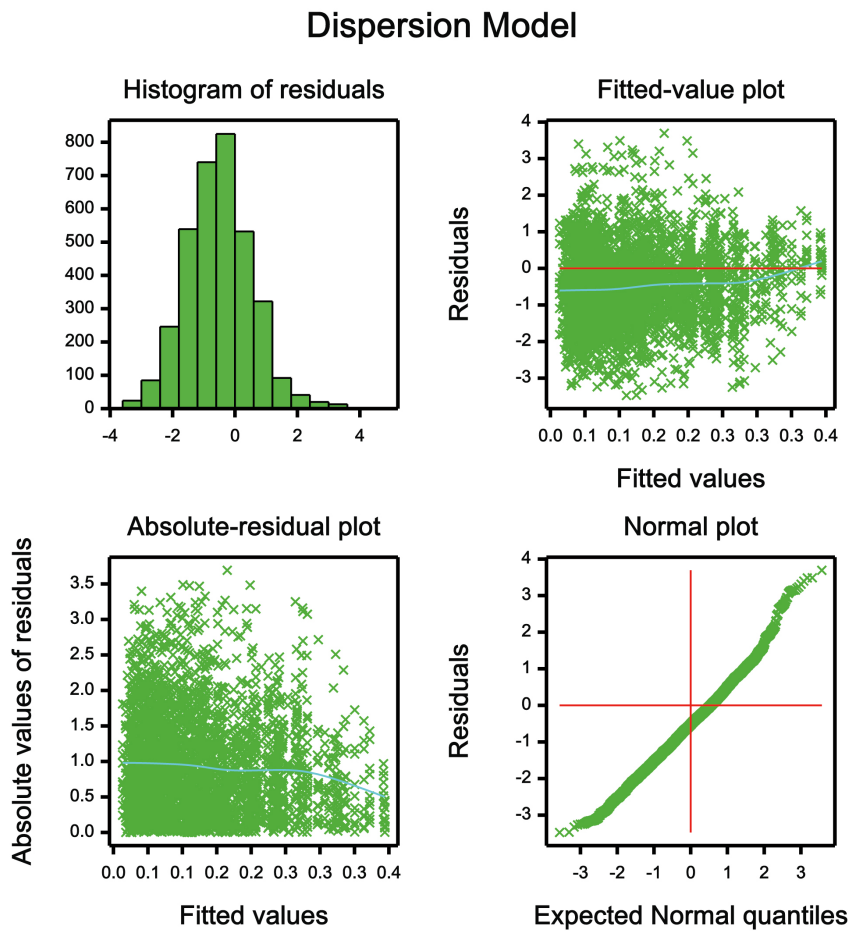 Dispersion Model
Histogram of residuals
800
700
600
500
400
300
200
100
0
-4 -2 0 2 4
Fitted-value plot
Residuals
4
3
2
1
0
-1
-2
-3
0.0 0.1 0.1 0.2 0.2 0.3 0.3 0.4
Fitted values
Absolute-residual plot
Absolute values of residuals
3.5
3.0
2.5
2.0
1.5
1.0
0.5
0.0
0.0 0.1 0.1 0.2 0.2 0.3 0.3 0.4
Fitted values
Normal plot
Residuals
4
3
2
1
0
-1
-2
-3
-3 -2 -1 0 1 2 3
Expected Normal quantiles